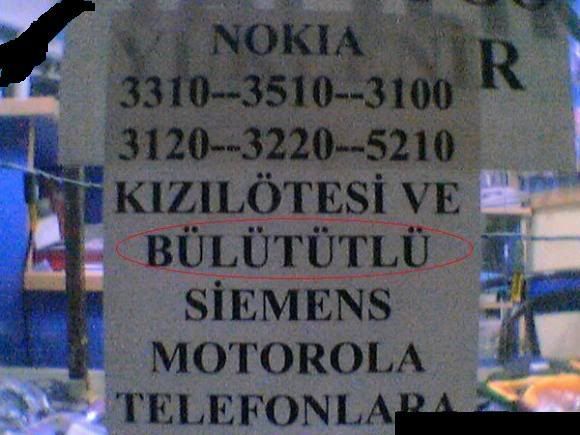 NOKIA
3310--3510--3100
3120--3220--5210
KIZILÖTESİ VE
BÜLÜTÜTLÜ
SİEMENS
MOTOROLA
TELEFONLARA